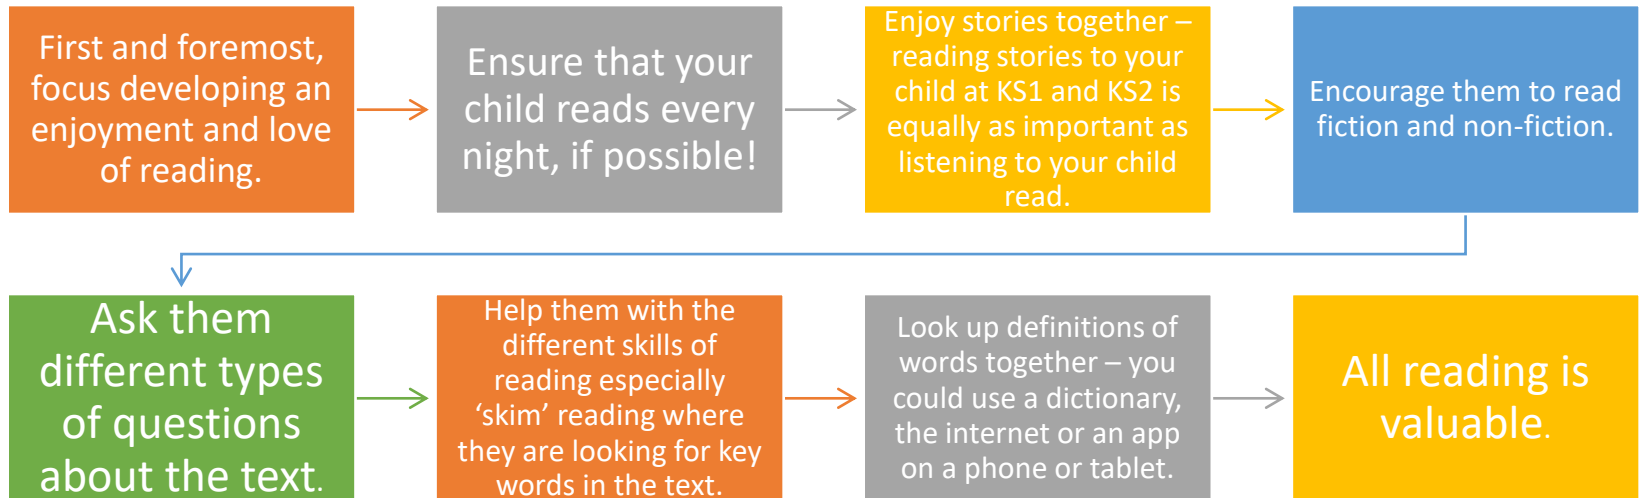 First and foremost,
focus developing an
enjoyment and love
of reading.
Ensure that your
child reads every
night, if possible!
Enjoy stories together –
reading stories to your
child at KS1 and KS2 is
equally as important as
listening to your child
read.
Encourage them to read
fiction and non-fiction.
Ask them
different types
of questions
about the text.
Help them with the
different skills of
reading especially
‘skim’ reading where
they are looking for key
words in the text.
Look up definitions of
words together – you
could use a dictionary,
the internet or an app
on a phone or tablet.
All reading is
valuable.